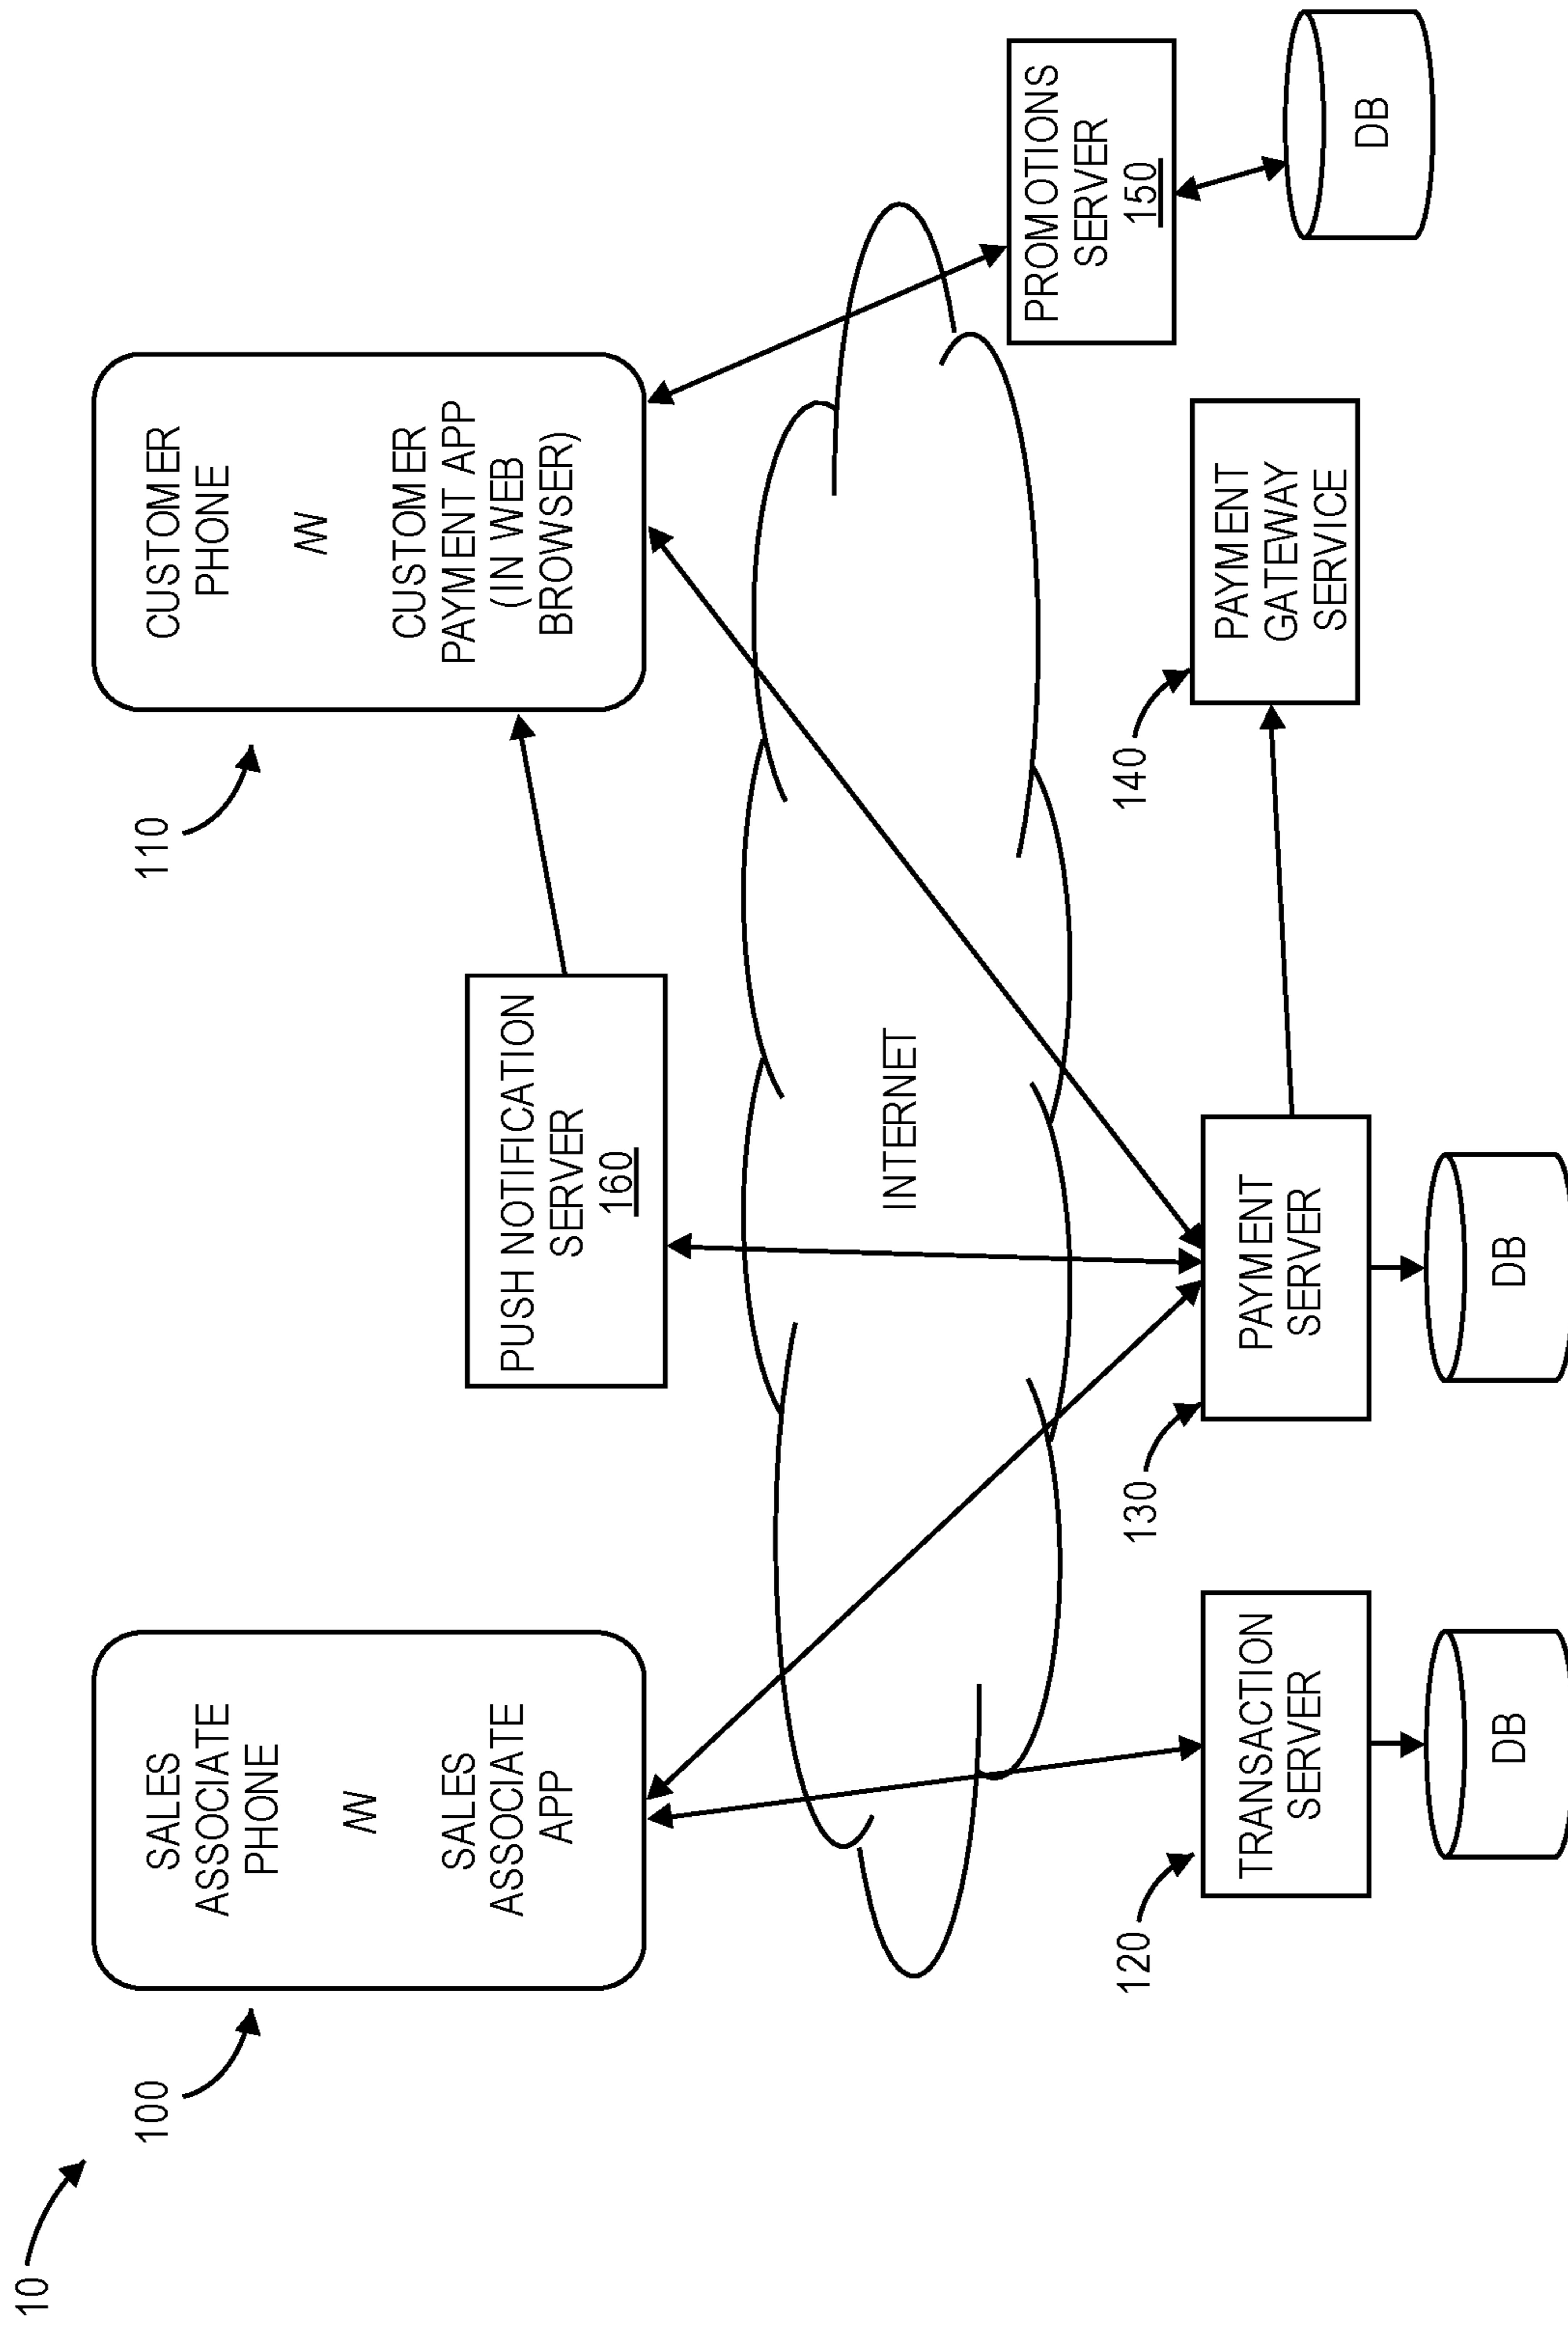 10
100
SALES
ASSOCIATE
PHONE
/W
SALES
ASSOCIATE
APP
110
CUSTOMER
PHONE
/W
CUSTOMER
PAYMENT APP
(IN WEB
BROWSER)
PUSH NOTIFICATION
SERVER
160
INTERNET
120
TRANSACTION
SERVER
DB
130
PAYMENT
SERVER
DB
140
PAYMENT
GATEWAY
SERVICE
PROMOTIONS
SERVER
150
DB